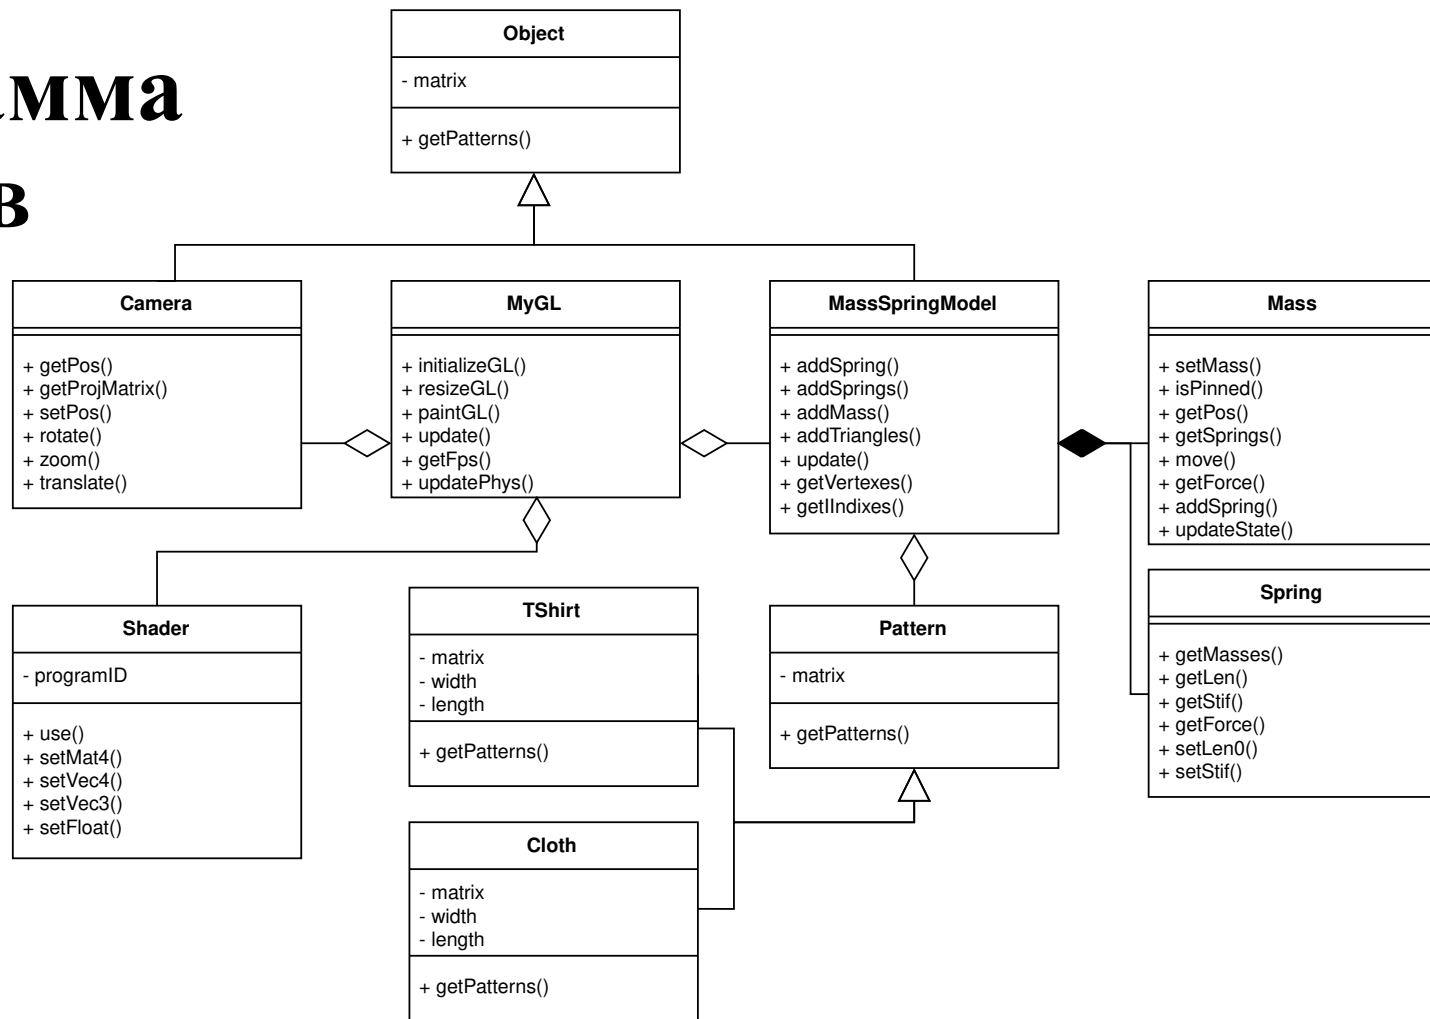 Object
- matrix
+ getPatterns()
Camera
+ getPos()
+ getProjMatrix()
+ setPos()
+ rotate()
+ zoom()
+ translate()
MyGL
+ initializeGL()
+ resizeGL()
+ paintGL()
+ update()
+ getFps()
+ updatePhys()
MassSpringModel
+ addSpring()
+ addSprings()
+ addMass()
+ addTriangles()
+ update()
+ getVertexes()
+ getIIndixes()
Mass
+ setMass()
+ isPinned()
+ getPos()
+ getSprings()
+ move()
+ getForce()
+ addSpring()
+ updateState()
Shader
- programID
+ use()
+ setMat4()
+ setVec4()
+ setVec3()
+ setFloat()
TShirt
- matrix
- width
- length
+ getPatterns()
Pattern
- matrix
+ getPatterns()
Spring
+ getMasses()
+ getLen()
+ getStif()
+ getForce()
+ setLen0()
+ setStif()
Cloth
- matrix
- width
- length
+ getPatterns()